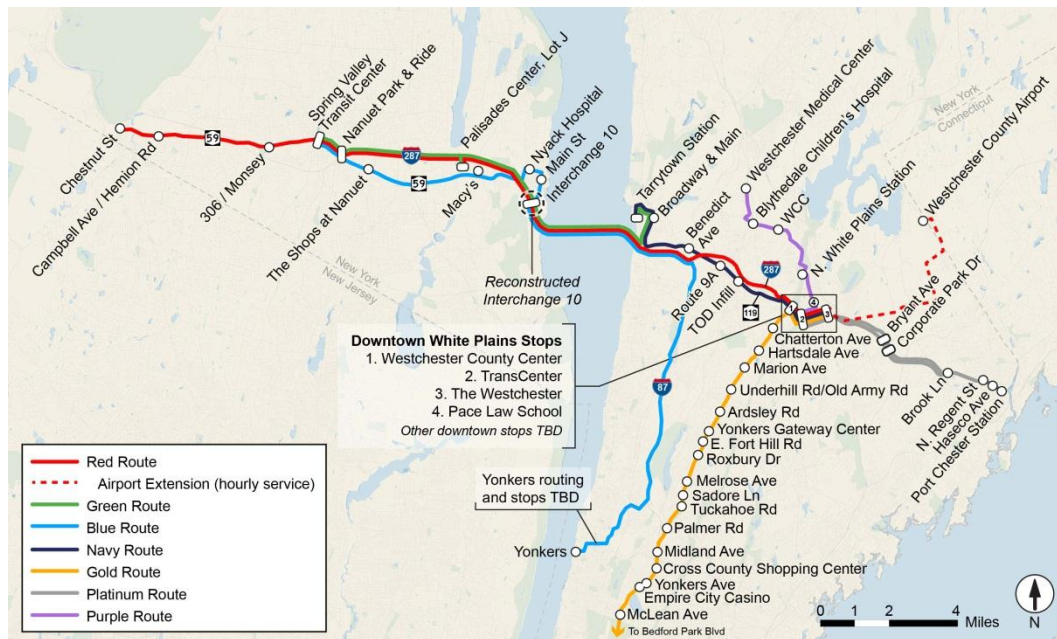 Chestnut St
Campbell Ave / Hemion Rd
59
306 / Monsey
Spring Valley
Transit Center
Nanuet Park & Ride
287
The Shops at Nanuet
59
Macy's
Palisades Center, Lot J
Nyack Hospital
Main St
Interchange 10
Reconstructed
Interchange 10
New York
New Jersey
Tarrytown Station
Broadway & Main
Benedict
Ave
Route 9A
TOD Infill
287
119
Westchester Medical Center
Blythedale Children's Hospital
WCC
N. White Plains Station
New York
Connecticut
Westchester County Airport
1
2
3
4
Bryant Ave
Corporate Park Dr
Brook Ln
N. Regent St
Haseco Ave
Port Chester Station
Downtown White Plains Stops
1. Westchester County Center
2. TransCenter
3. The Westchester
4. Pace Law School
Other downtown stops TBD
87
Chatterton Ave
Hartsdale Ave
Marion Ave
Underhill Rd/Old Army Rd
Ardsley Rd
Yonkers Gateway Center
E. Fort Hill Rd
Roxbury Dr
Melrose Ave
Sadore Ln
Tuckahoe Rd
Palmer Rd
Midland Ave
Cross County Shopping Center
Yonkers Ave
Empire City Casino
McLean Ave
To Bedford Park Blvd
Yonkers routing
and stops TBD
Yonkers
Red Route
Airport Extension (hourly service)
Green Route
Blue Route
Navy Route
Gold Route
Platinum Route
Purple Route
0 1 2 4
Miles
N